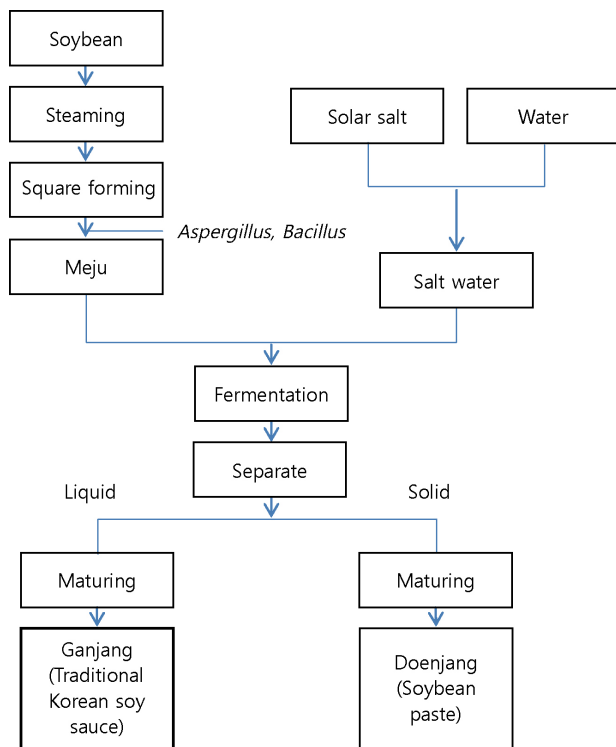 Soybean
Steaming
Solar salt
Water
Square forming
Aspergillus, Bacillus
Meju
Salt water
Fermentation
Separate
Liquid
Solid
Maturing
Maturing
Ganjang
(Traditional
Korean soy
sauce)
Doenjang
(Soybean
paste)